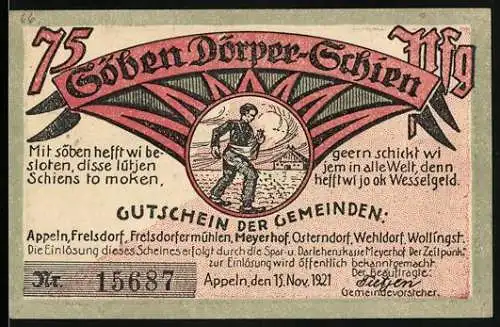 66
75 Söben Dörper-Schien Pfg
Mit söben hefft wi be-
sloten, disse lütjen
Schiens to moken,
geern schickt wi
jem in alle Welt, denn
hefft wi jo ok Wesselgeld.
GUTSCHEIN DER GEMEINDEN:
Appeln, Frelsdorf, Frelsdorfermühlen, Meyerhof, Osterndorf, Wehldorf, Wollingst.
Die Einlösung dieses Scheines erfolgt durch die Spar- u. Darlehenskasse Meyerhof. Der Zeitpunkt
zur Einlösung wird öffentlich bekanntgemacht.
Der Beauftragte:
Nr. 15687
Appeln, den 15. Nov. 1921
Gemeindevorsteher.